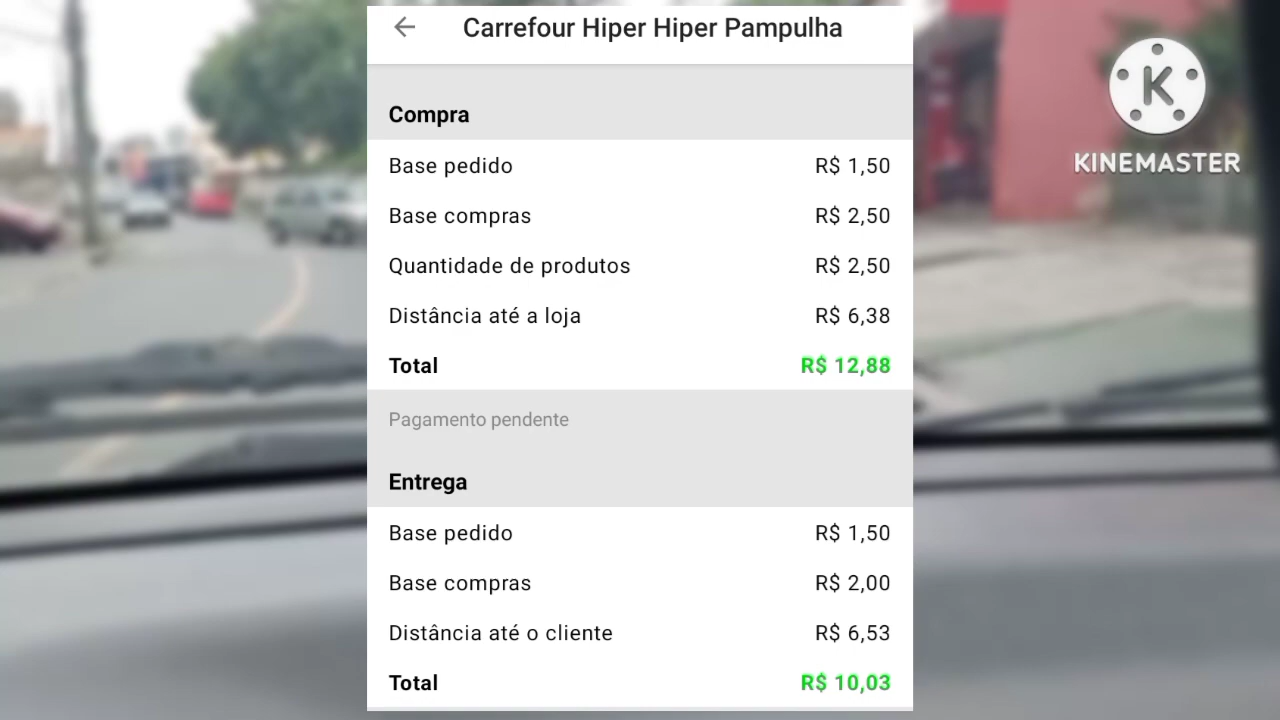 Carrefour Hiper Hiper Pampulha
Compra
Base pedido R$ 1,50
Base compras R$ 2,50
Quantidade de produtos R$ 2,50
Distância até a loja R$ 6,38
Total R$ 12,88
Pagamento pendente
Entrega
Base pedido R$ 1,50
Base compras R$ 2,00
Distância até o cliente R$ 6,53
Total R$ 10,03
K
KINEMASTER